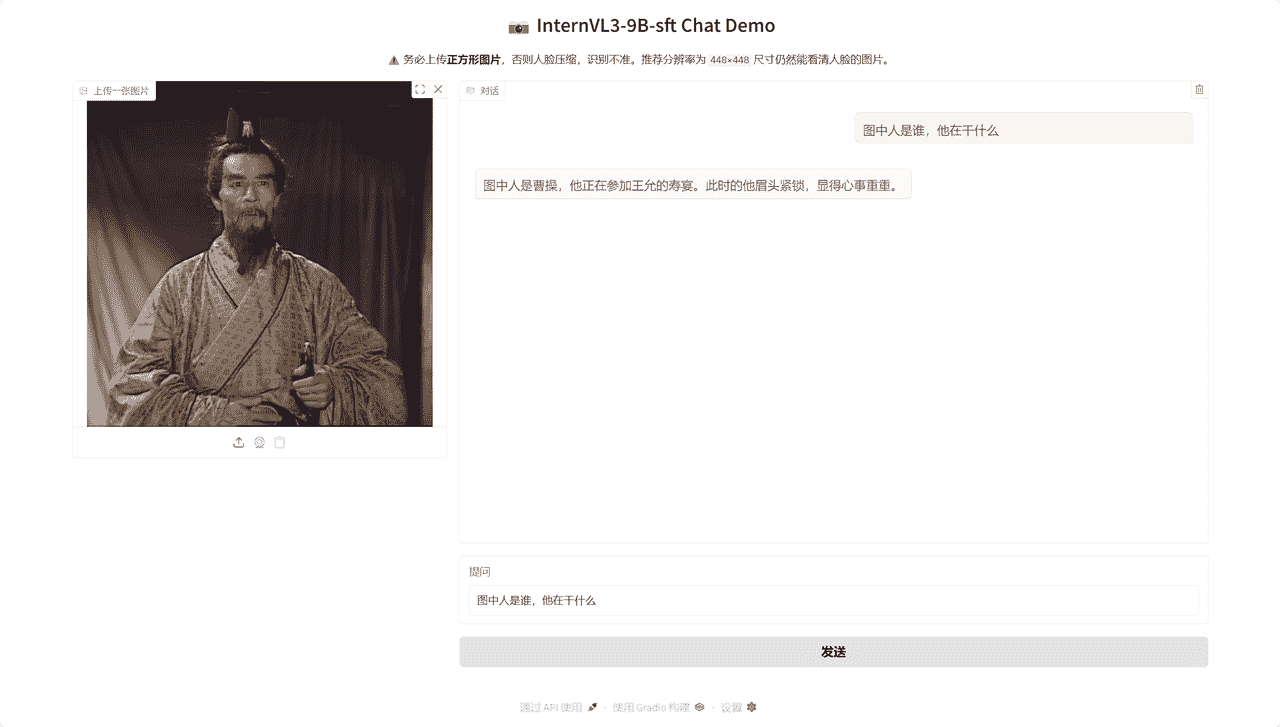 📷 InternVL3-9B-sft Chat Demo
⚠️ 务必上传正方形图片，否则人脸压缩，识别不准。推荐分辨率为 448×448 尺寸仍然能看清人脸的图片。
上传一张图片
对话
图中人是谁，他在干什么
图中人是曹操，他正在参加王允的寿宴。此时的他眉头紧锁，显得心事重重。
提问
图中人是谁，他在干什么
发送
通过 API 使用 🚀 · 使用 Gradio 构建 · 设置 ⚙️